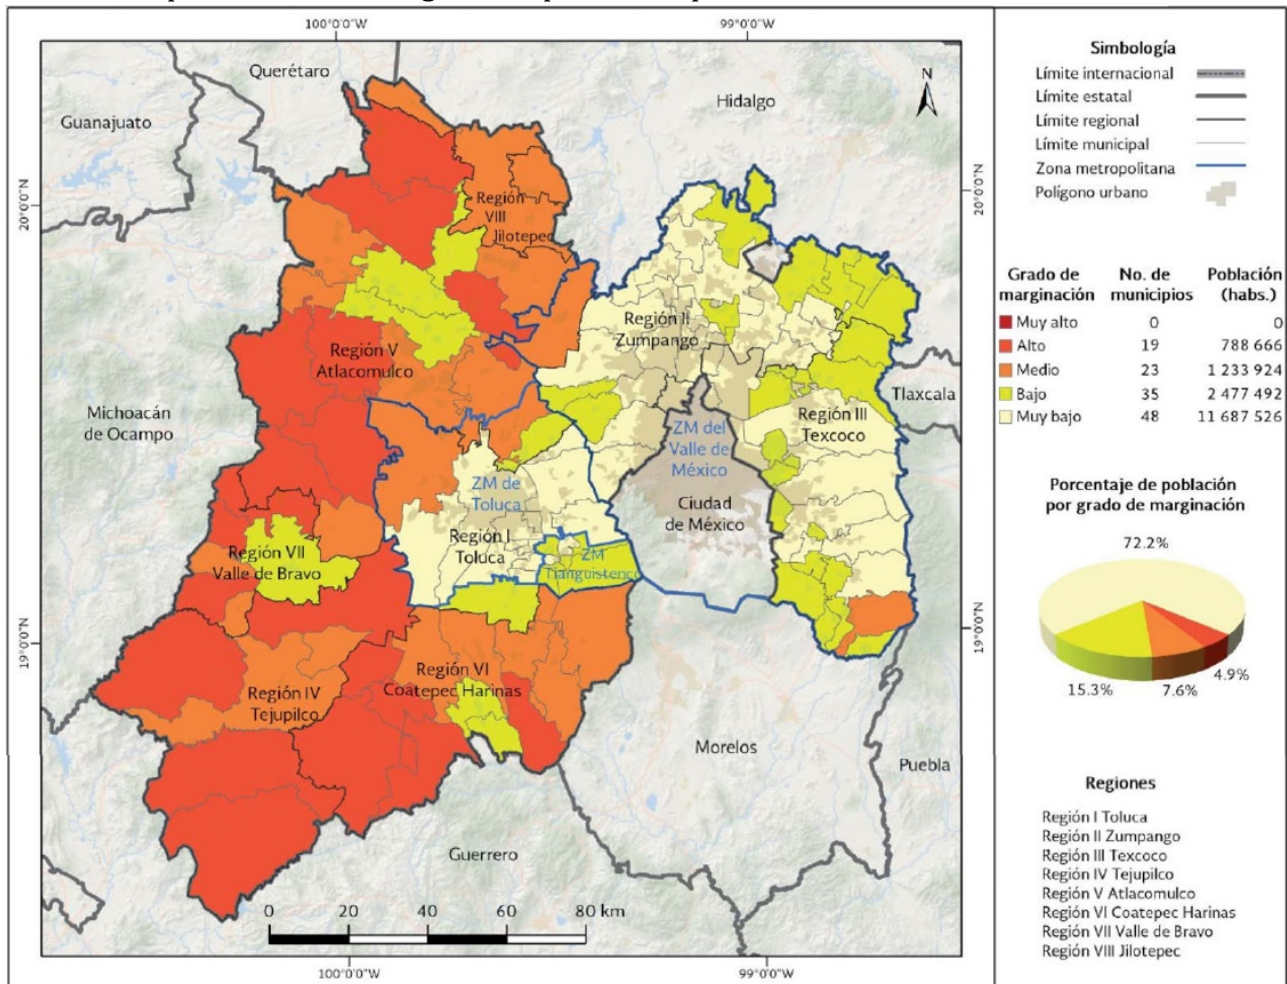 100°0'0"W
99°0'0"W
Querétaro
Guanajuato
Hidalgo
N
20°0'0"N
20°0'0"N
Región
VIII
Jilotepec
Región II
Zumpango
Región V
Atlacomulco
Michoacán
de Ocampo
Tlaxcala
Región III
Texcoco
ZM del
Valle de
México
ZM de
Toluca
Ciudad
de México
Región I
Toluca
Región VII
Valle de Bravo
ZM
Tianguistenco
19°0'0"N
19°0'0"N
Región VI
Coatepec Harinas
Región IV
Tejupilco
Morelos
Puebla
Guerrero
0 20 40 60 80 km
100°0'0"W
99°0'0"W
Simbología
Límite internacional
Límite estatal
Límite regional
Límite municipal
Zona metropolitana
Polígono urbano
Grado de marginación No. de municipios Población (habs.)
Muy alto 0 0
Alto 19 788 666
Medio 23 1 233 924
Bajo 35 2 477 492
Muy bajo 48 11 687 526
Porcentaje de población
por grado de marginación
72.2%
15.3%
7.6%
4.9%
Regiones
Región I Toluca
Región II Zumpango
Región III Texcoco
Región IV Tejupilco
Región V Atlacomulco
Región VI Coatepec Harinas
Región VII Valle de Bravo
Región VIII Jilotepec